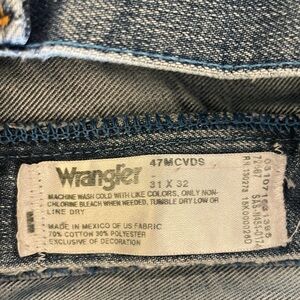 47MCVDS
Wrangler
31 X 32
MACHINE WASH COLD WITH LIKE COLORS, ONLY NON-
CHLORINE BLEACH WHEN NEEDED, TUMBLE DRY LOW OR
LINE DRY
MADE IN MEXICO OF US FABRIC
70% COTTON 30% POLYESTER
EXCLUSIVE OF DECORATION